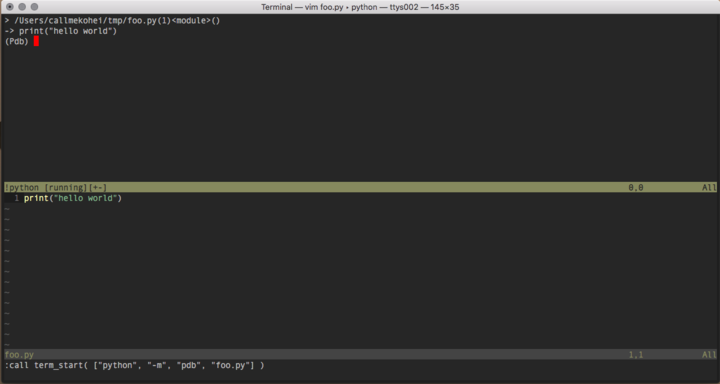 Terminal — vim foo.py • python — ttys002 — 145×35
> /Users/callmekohei/tmp/foo.py(1)<module>()
-> print("hello world")
(Pdb)
!python [running][+-] 0,0 All
1 print("hello world")
~
~
~
~
~
~
~
~
~
~
~
~
~
foo.py 1,1 All
:call term_start( ["python", "-m", "pdb", "foo.py"] )